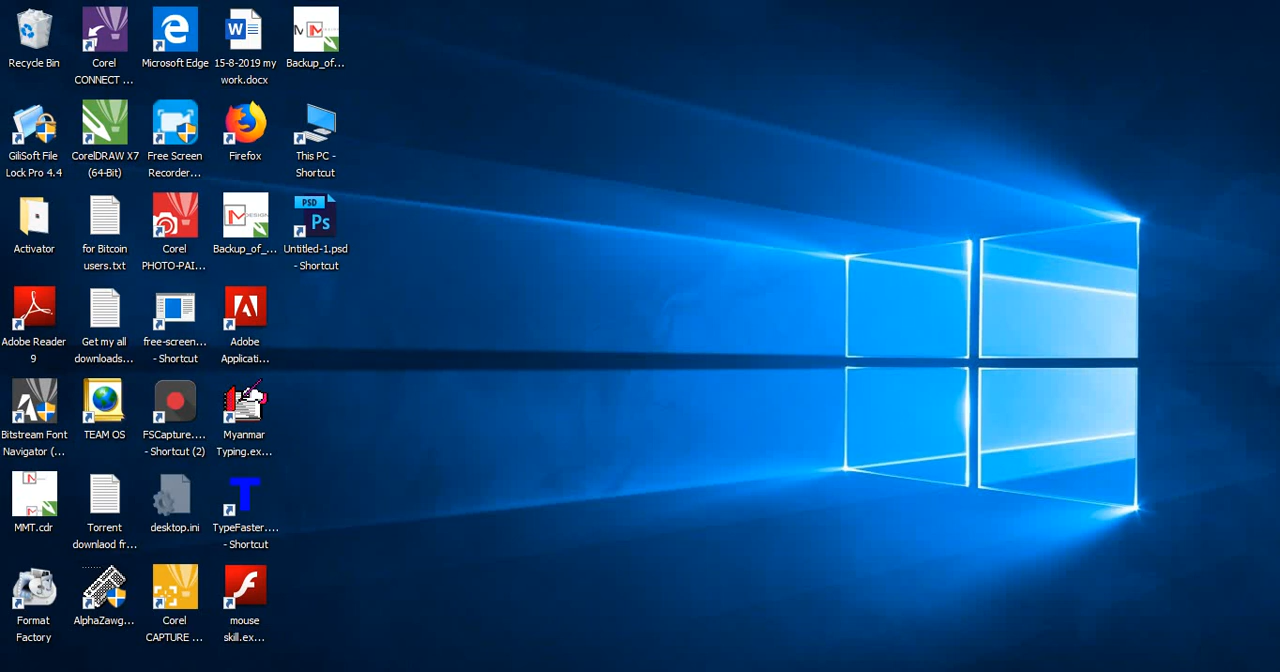 Recycle Bin
Corel
CONNECT ...
Microsoft Edge
15-8-2019 my
work.docx
Backup_of...
GiliSoft File
Lock Pro 4.4
CorelDRAW X7
(64-Bit)
Free Screen
Recorder...
Firefox
This PC -
Shortcut
Activator
for Bitcoin
users.txt
Corel
PHOTO-PAI...
DESIGN
Backup_of_...
PSD
Ps
Untitled-1.psd
- Shortcut
Adobe Reader
9
Get my all
downloads...
free-screen...
- Shortcut
Adobe
Applicati...
Bitstream Font
Navigator (...
TEAM OS
FSCapture....
- Shortcut (2)
Myanmar
Typing.ex...
MMT.cdr
Torrent
downlaod fr...
desktop.ini
T
TypeFaster....
- Shortcut
Format
Factory
AlphaZawg...
Corel
CAPTURE ...
mouse
skill.ex...